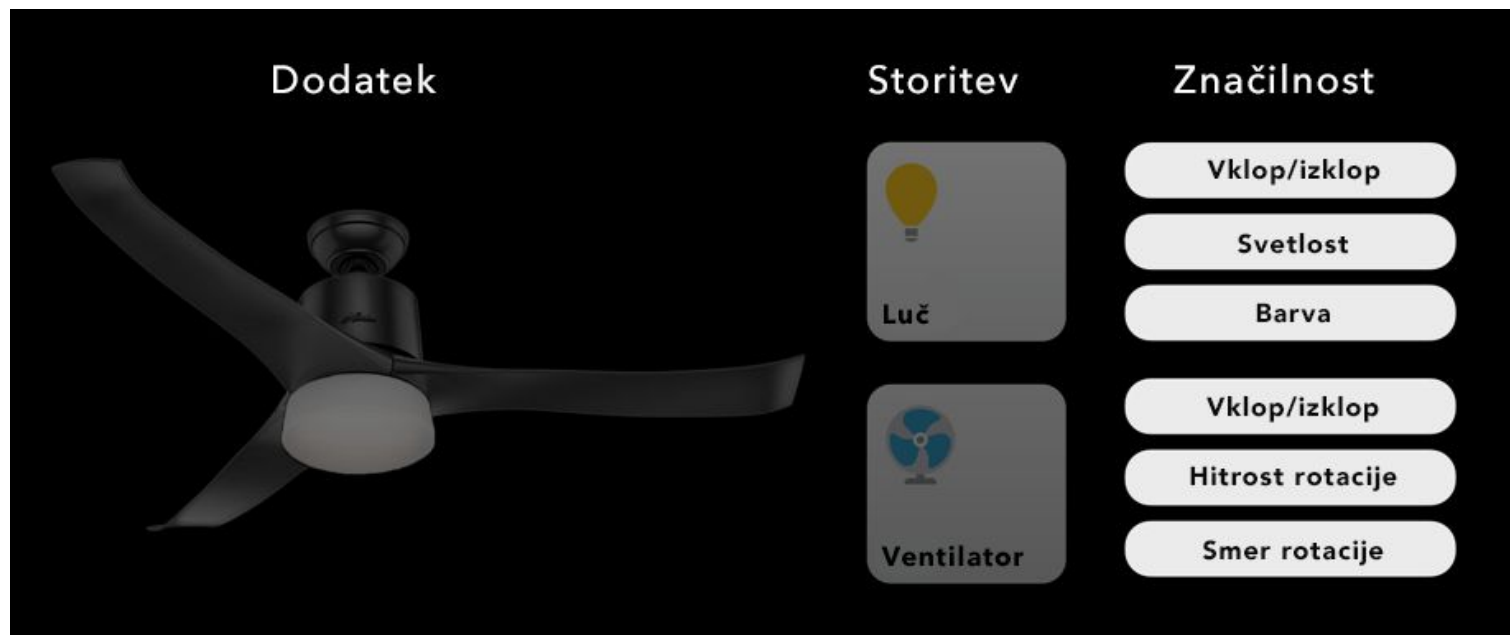 Dodatek
Storitev
Značilnost
Luč
Vklop/izklop
Svetlost
Barva
Ventilator
Vklop/izklop
Hitrost rotacije
Smer rotacije